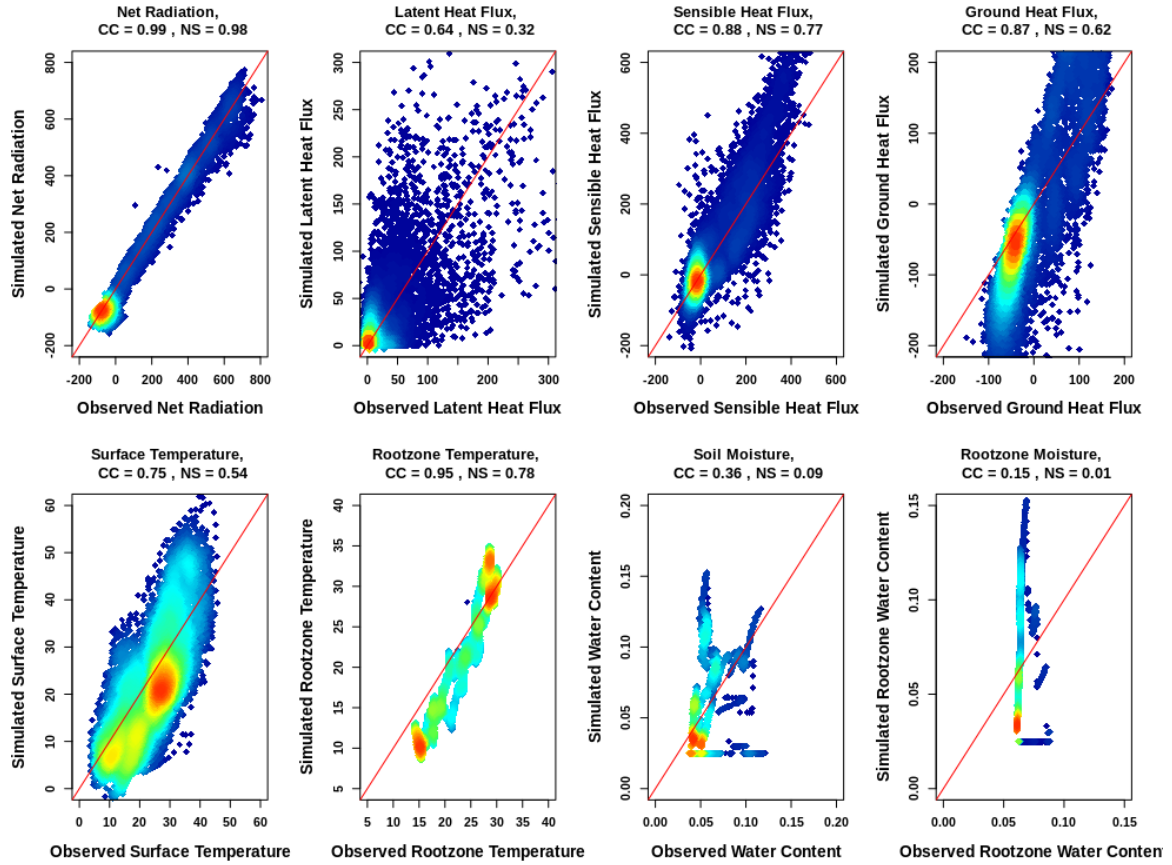 Net Radiation,
CC = 0.99 , NS = 0.98
Simulated Net Radiation
-200 0 200 400 600 800
-200 0 200 400 600 800
Observed Net Radiation
Latent Heat Flux,
CC = 0.64 , NS = 0.32
Simulated Latent Heat Flux
0 50 100 150 200 250 300
0 50 100 150 200 250 300
Observed Latent Heat Flux
Sensible Heat Flux,
CC = 0.88 , NS = 0.77
Simulated Sensible Heat Flux
-200 0 200 400 600
-200 0 200 400 600
Observed Sensible Heat Flux
Ground Heat Flux,
CC = 0.87 , NS = 0.62
Simulated Ground Heat Flux
-200 -100 0 100 200
-200 -100 0 100 200
Observed Ground Heat Flux
Surface Temperature,
CC = 0.75 , NS = 0.54
Simulated Surface Temperature
0 10 20 30 40 50 60
0 10 20 30 40 50 60
Observed Surface Temperature
Rootzone Temperature,
CC = 0.95 , NS = 0.78
Simulated Rootzone Temperature
5 10 15 20 25 30 35 40
5 10 15 20 25 30 35 40
Observed Rootzone Temperature
Soil Moisture,
CC = 0.36 , NS = 0.09
Simulated Water Content
0.00 0.05 0.10 0.15 0.20
0.00 0.05 0.10 0.15 0.20
Observed Water Content
Rootzone Moisture,
CC = 0.15 , NS = 0.01
Simulated Rootzone Water Content
0.00 0.05 0.10 0.15
0.00 0.05 0.10 0.15
Observed Rootzone Water Content